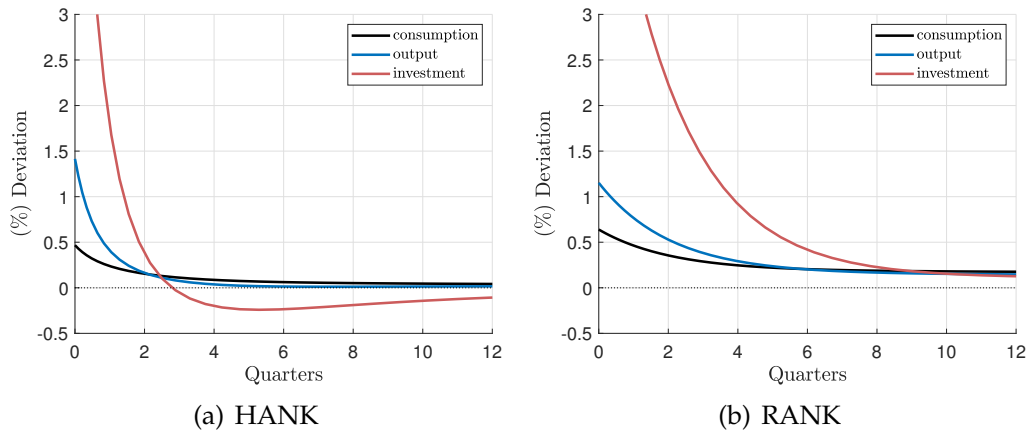 3
2.5
2
1.5
1
0.5
0
-0.5
(%) Deviation
consumption
output
investment
0 2 4 6 8 10 12
Quarters
(a) HANK
3
2.5
2
1.5
1
0.5
0
-0.5
(%) Deviation
consumption
output
investment
0 2 4 6 8 10 12
Quarters
(b) RANK